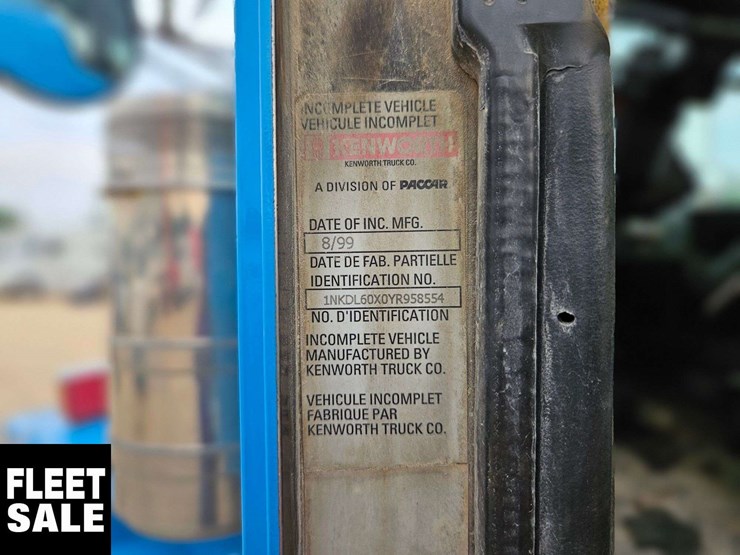 INCOMPLETE VEHICLE
VEHICULE INCOMPLET
KENWORTH
KENWORTH TRUCK CO.
A DIVISION OF PACCAR
DATE OF INC. MFG.
8/99
DATE DE FAB. PARTIELLE
IDENTIFICATION NO.
1NKDL60X0YR958554
NO. D'IDENTIFICATION
INCOMPLETE VEHICLE
MANUFACTURED BY
KENWORTH TRUCK CO.
VEHICULE INCOMPLET
FABRIQUE PAR
KENWORTH TRUCK CO.
FLEET
SALE